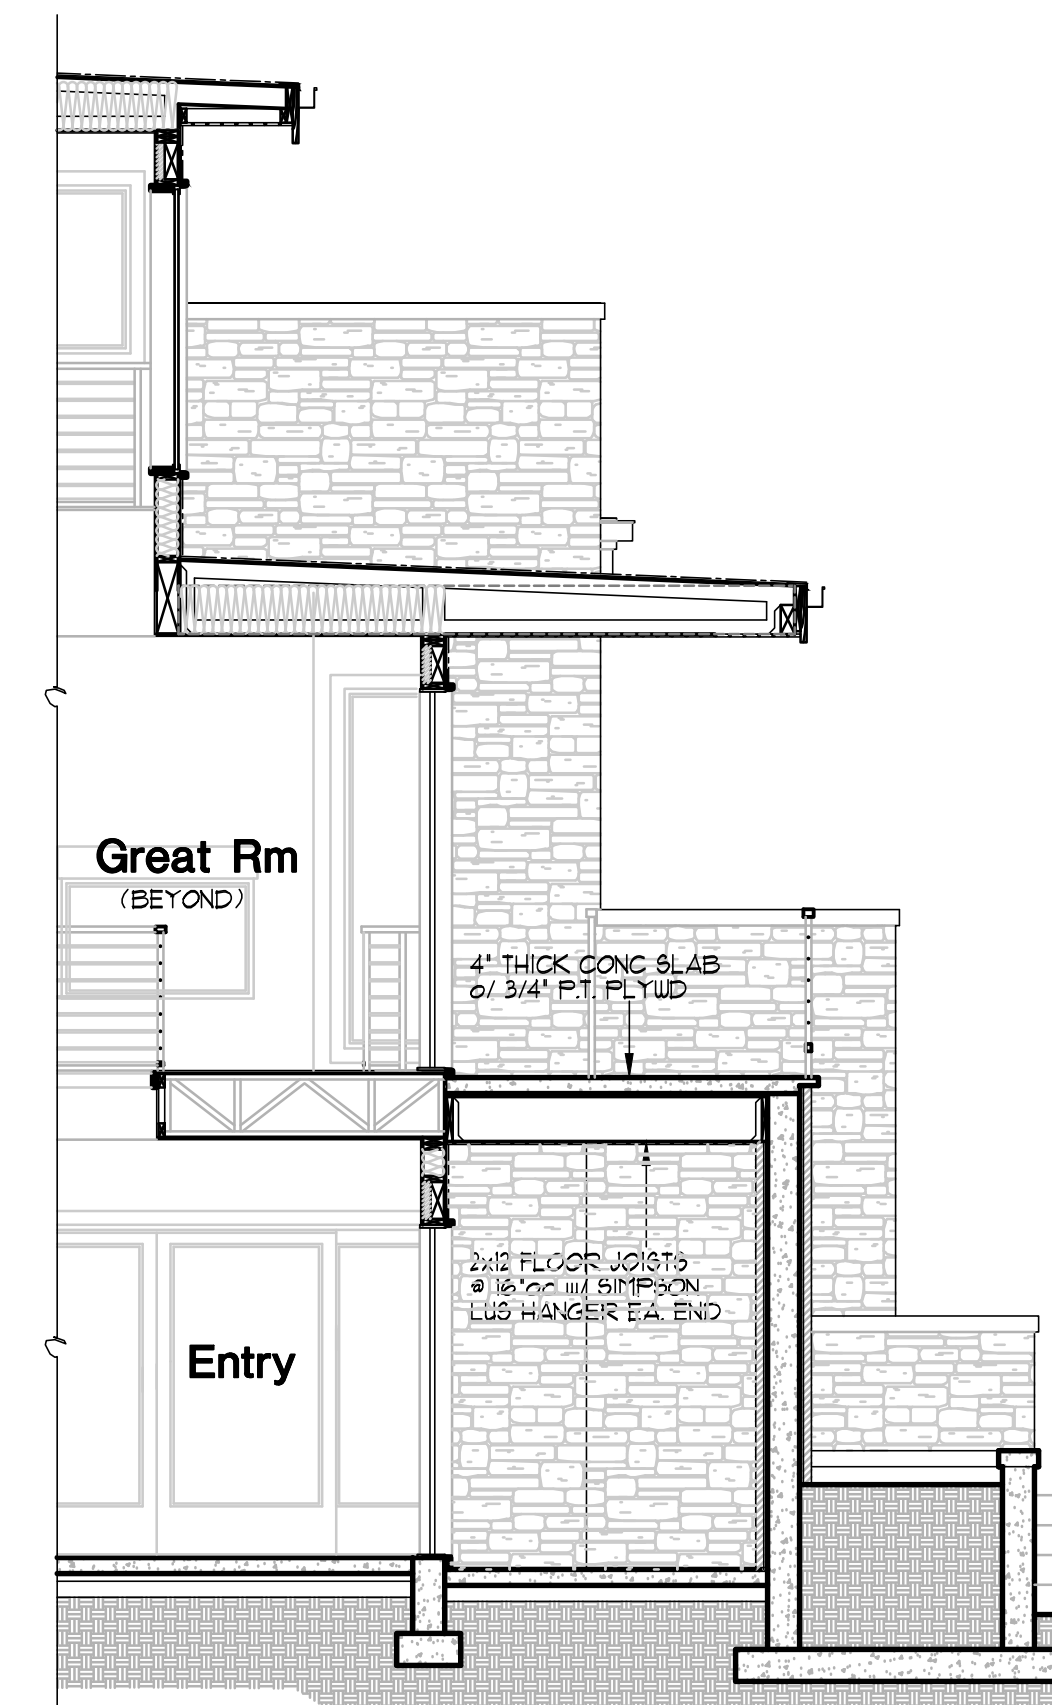 Great Rm
(BEYOND)
4" THICK CONC SLAB
o/ 3/4" P.T. PLYWD
2x12 FLOOR JOISTS
@ 16"oc w/ SIMPSON
LUS HANGER EA. END
Entry